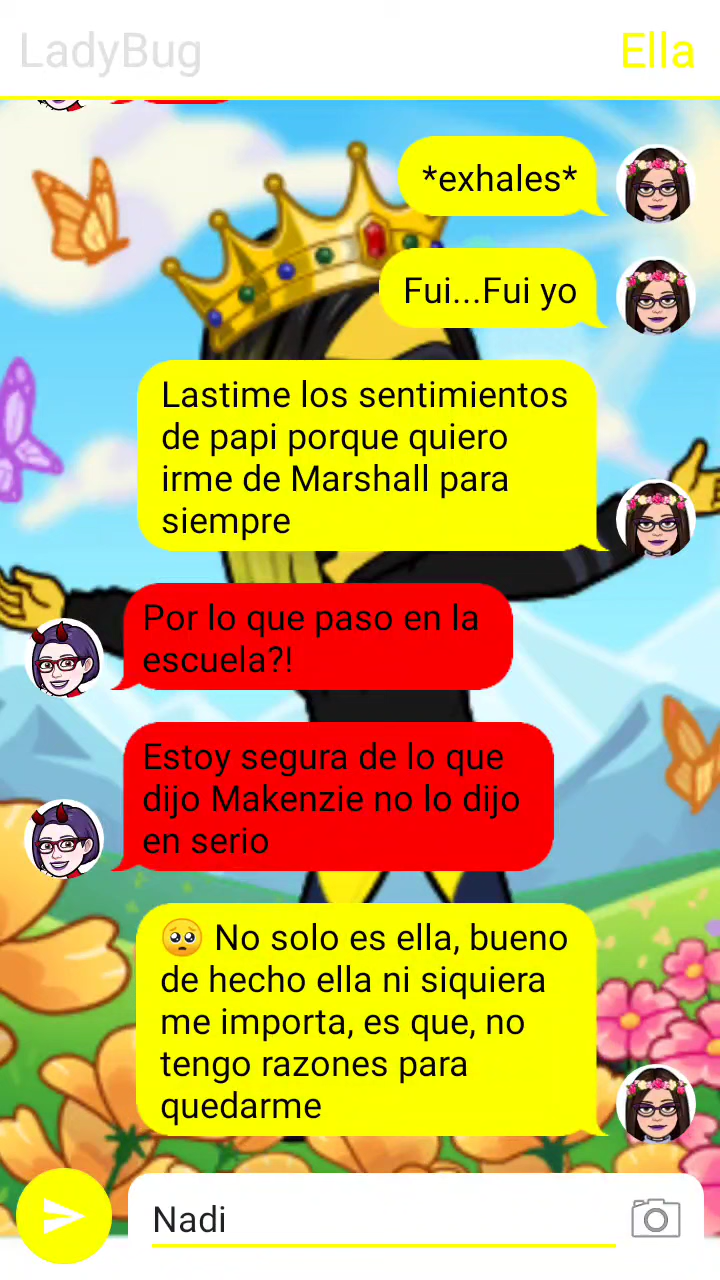 LadyBug
Ella
*exhales*
Fui...Fui yo
Lastime los sentimientos
de papi porque quiero
irme de Marshall para
siempre
Por lo que paso en la
escuela?!
Estoy segura de lo que
dijo Makenzie no lo dijo
en serio
🥺 No solo es ella, bueno
de hecho ella ni siquiera
me importa, es que, no
tengo razones para
quedarme
Nadi